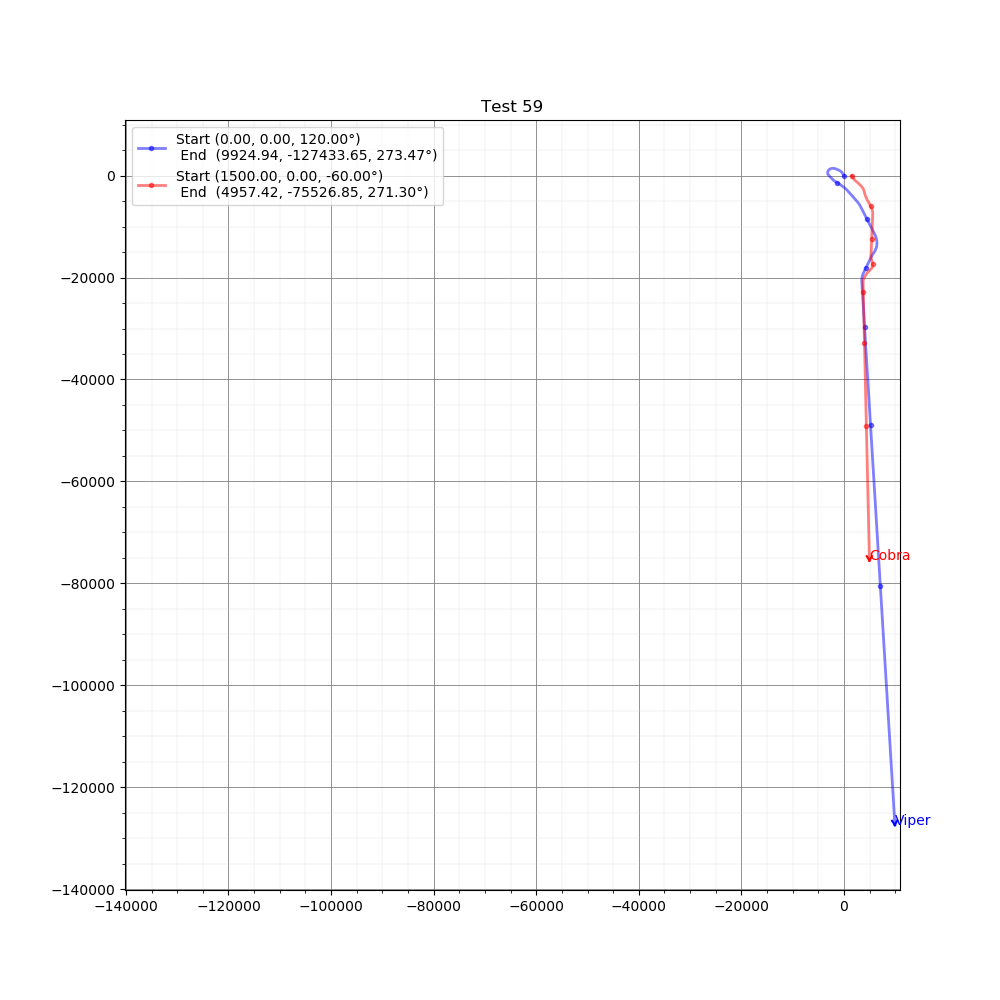 Test 59
Start (0.00, 0.00, 120.00°)
End (9924.94, -127433.65, 273.47°)
Start (1500.00, 0.00, -60.00°)
End (4957.42, -75526.85, 271.30°)
0
−20000
−40000
−60000
−80000
−100000
−120000
−140000
Cobra
Viper
−140000 −120000 −100000 −80000 −60000 −40000 −20000 0